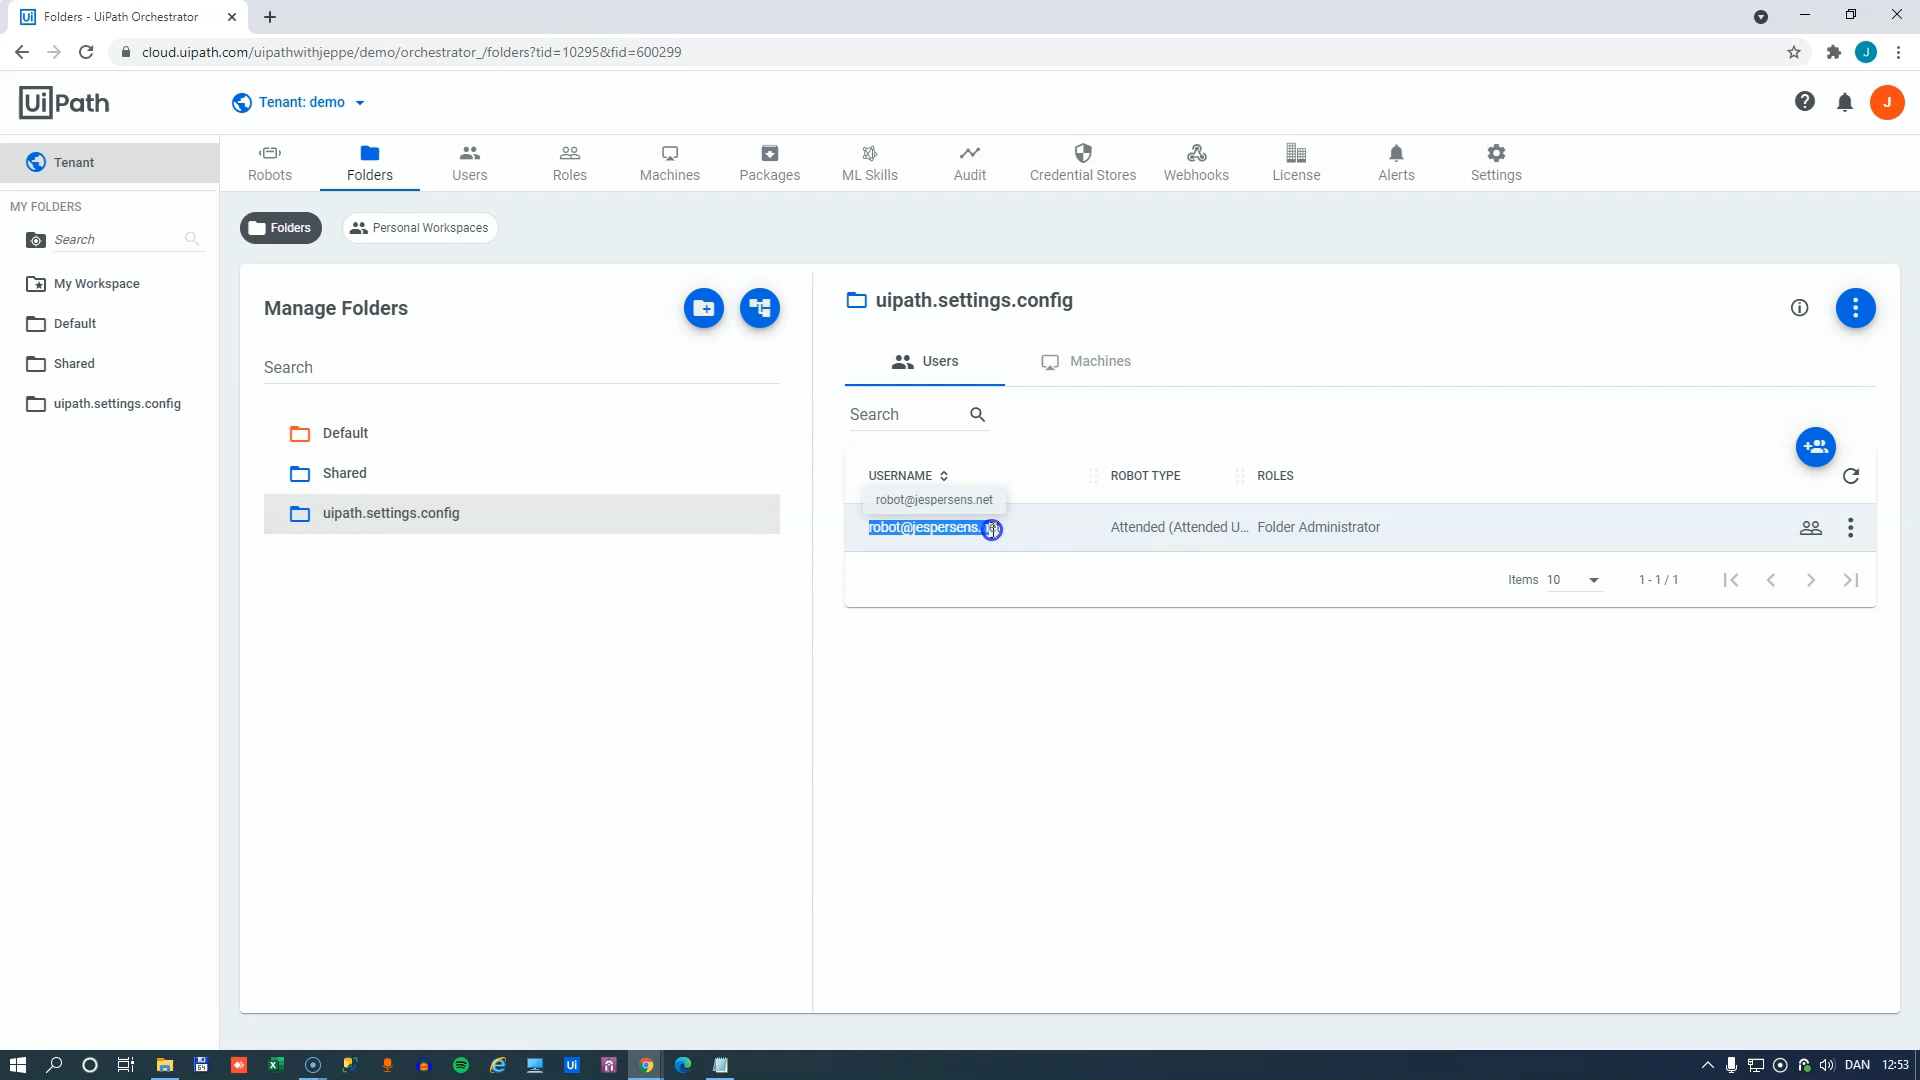 Folders - UiPath Orchestrator
cloud.uipath.com/uipathwithjeppe/demo/orchestrator_/folders?tid=10295&fid=600299
J
UiPath
Tenant: demo
J
Tenant
Robots
Folders
Users
Roles
Machines
Packages
ML Skills
Audit
Credential Stores
Webhooks
License
Alerts
Settings
MY FOLDERS
Search
My Workspace
Default
Shared
uipath.settings.config
Folders
Personal Workspaces
Manage Folders
Search
Default
Shared
uipath.settings.config
uipath.settings.config
Users
Machines
Search
USERNAME
ROBOT TYPE
ROLES
robot@jespersens.net
robot@jespersens.
Attended (Attended U...
Folder Administrator
Items
10
1 - 1 / 1
DAN
12:53